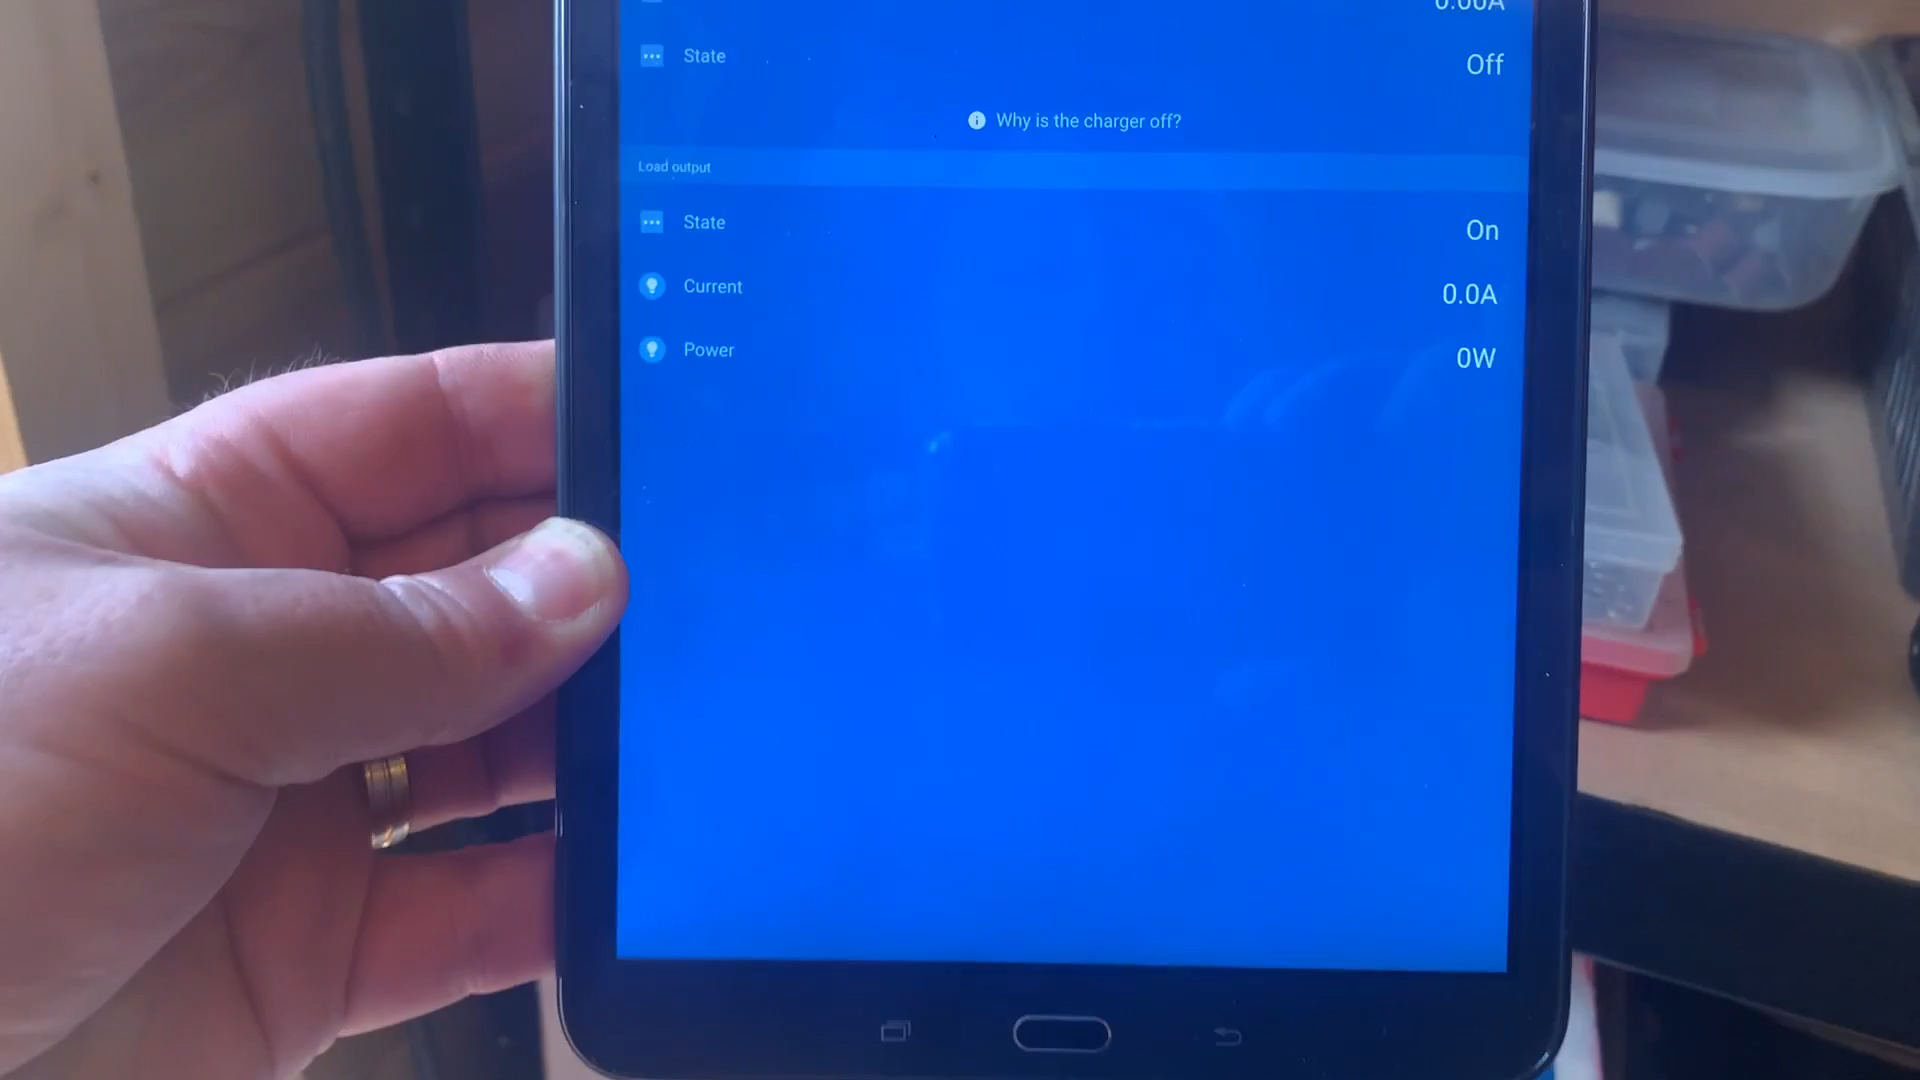 0.00A
State Off
Why is the charger off?
Load output
State On
Current 0.0A
Power 0W